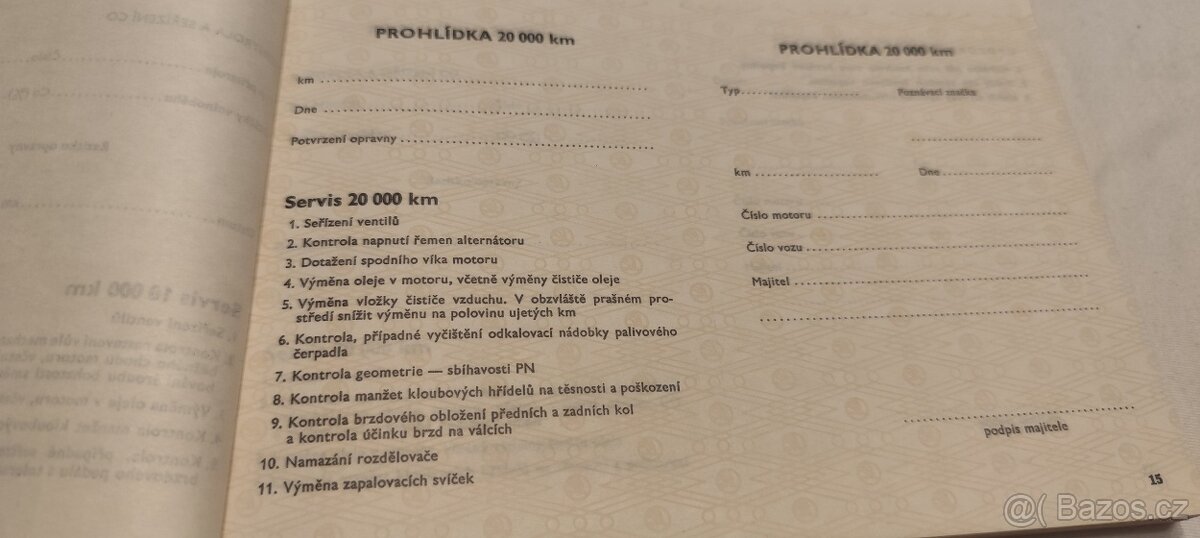 PROHLÍDKA 20 000 km
km
Dne
Potvrzení opravny
Servis 20 000 km
1. Seřízení ventilů
2. Kontrola napnutí řemen alternátoru
3. Dotažení spodního víka motoru
4. Výměna oleje v motoru, včetně výměny čističe oleje
5. Výměna vložky čističe vzduchu. V obzvláště prašném pro-
středí snížit výměnu na polovinu ujetých km
6. Kontrola, případné vyčištění odkalovací nádobky palivového
čerpadla
7. Kontrola geometrie — sbíhavosti PN
8. Kontrola manžet kloubových hřídelů na těsnosti a poškození
9. Kontrola brzdového obložení předních a zadních kol
a kontrola účinku brzd na válcích
10. Namazání rozdělovače
11. Výměna zapalovacích svíček
PROHLÍDKA 20 000 km
Typ Poznávací značka
km Dne
Číslo motoru
Číslo vozu
Majitel
podpis majitele
15
Bazos.cz